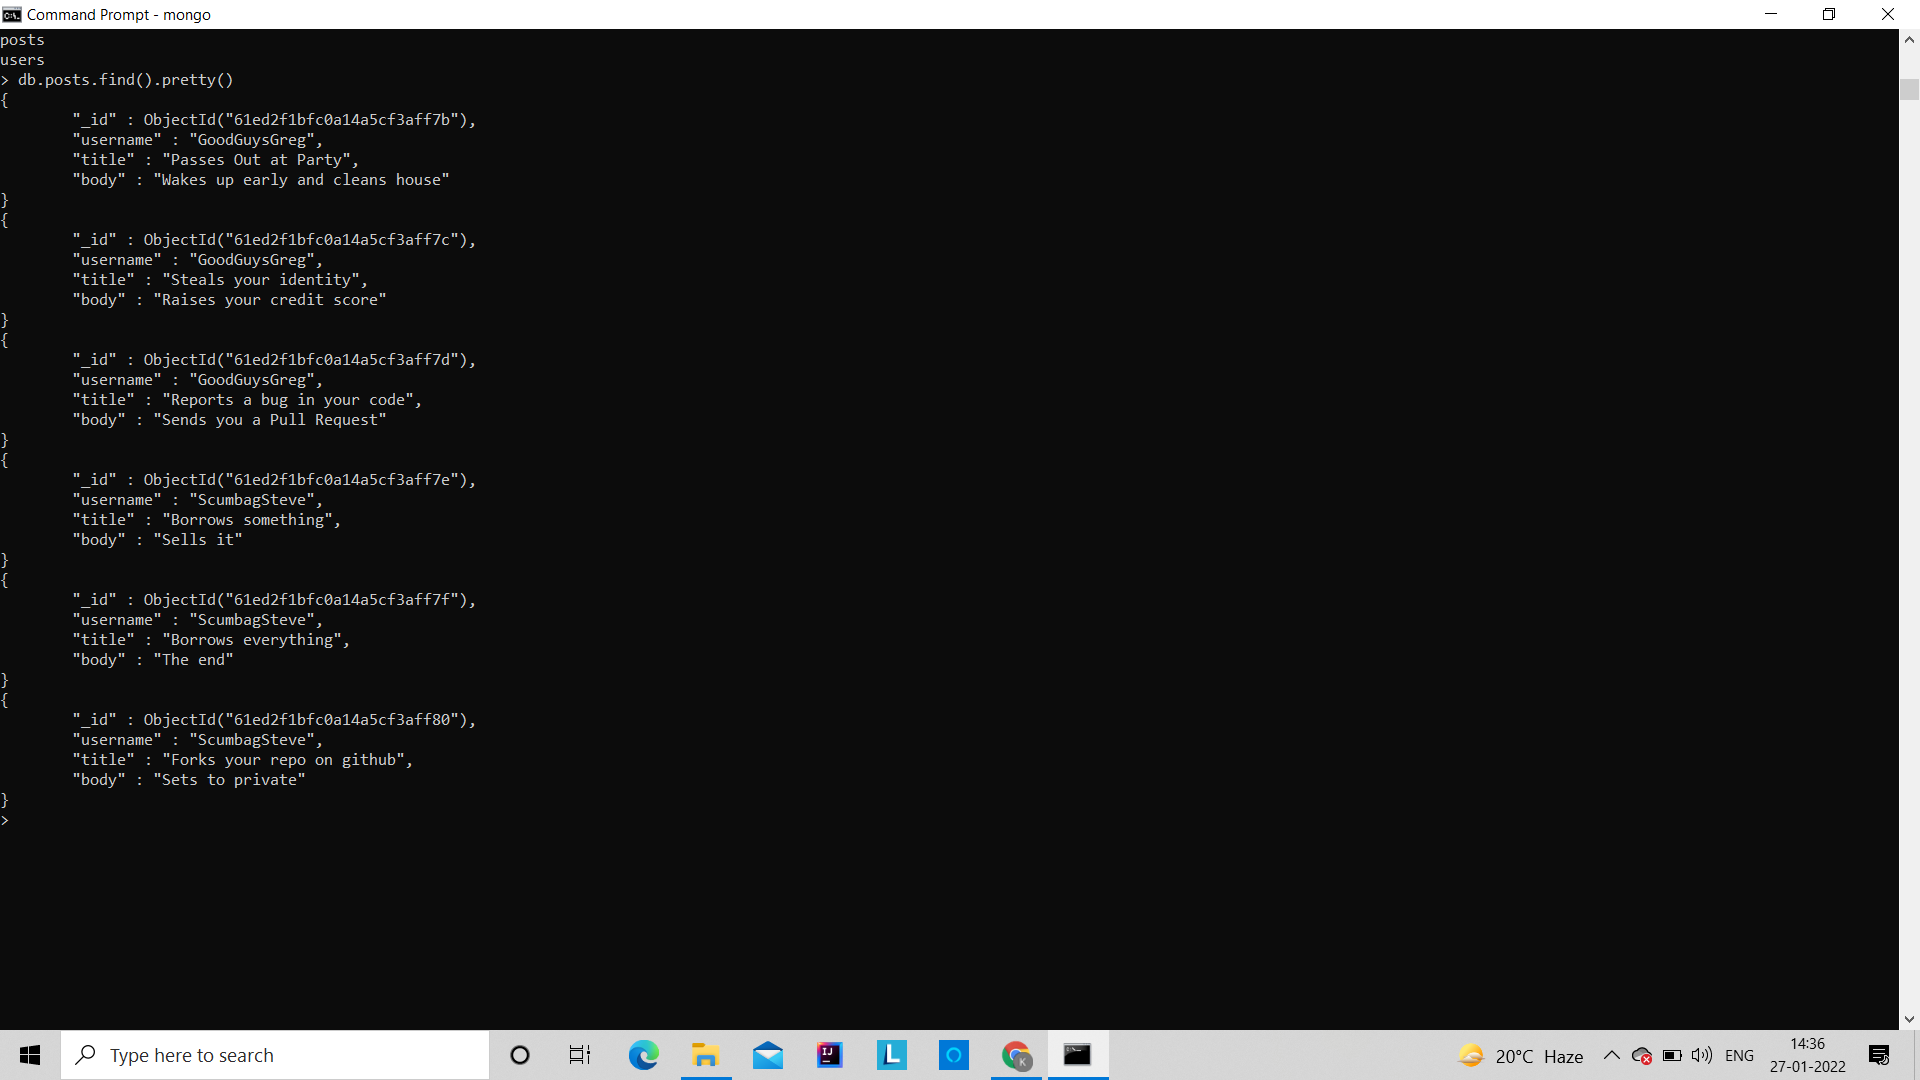 Command Prompt - mongo
posts
users
> db.posts.find().pretty()
{
        "_id" : ObjectId("61ed2f1bfc0a14a5cf3aff7b"),
        "username" : "GoodGuysGreg",
        "title" : "Passes Out at Party",
        "body" : "Wakes up early and cleans house"
}
{
        "_id" : ObjectId("61ed2f1bfc0a14a5cf3aff7c"),
        "username" : "GoodGuysGreg",
        "title" : "Steals your identity",
        "body" : "Raises your credit score"
}
{
        "_id" : ObjectId("61ed2f1bfc0a14a5cf3aff7d"),
        "username" : "GoodGuysGreg",
        "title" : "Reports a bug in your code",
        "body" : "Sends you a Pull Request"
}
{
        "_id" : ObjectId("61ed2f1bfc0a14a5cf3aff7e"),
        "username" : "ScumbagSteve",
        "title" : "Borrows something",
        "body" : "Sells it"
}
{
        "_id" : ObjectId("61ed2f1bfc0a14a5cf3aff7f"),
        "username" : "ScumbagSteve",
        "title" : "Borrows everything",
        "body" : "The end"
}
{
        "_id" : ObjectId("61ed2f1bfc0a14a5cf3aff80"),
        "username" : "ScumbagSteve",
        "title" : "Forks your repo on github",
        "body" : "Sets to private"
}
>
Type here to search
20°C Haze
ENG
14:36
27-01-2022